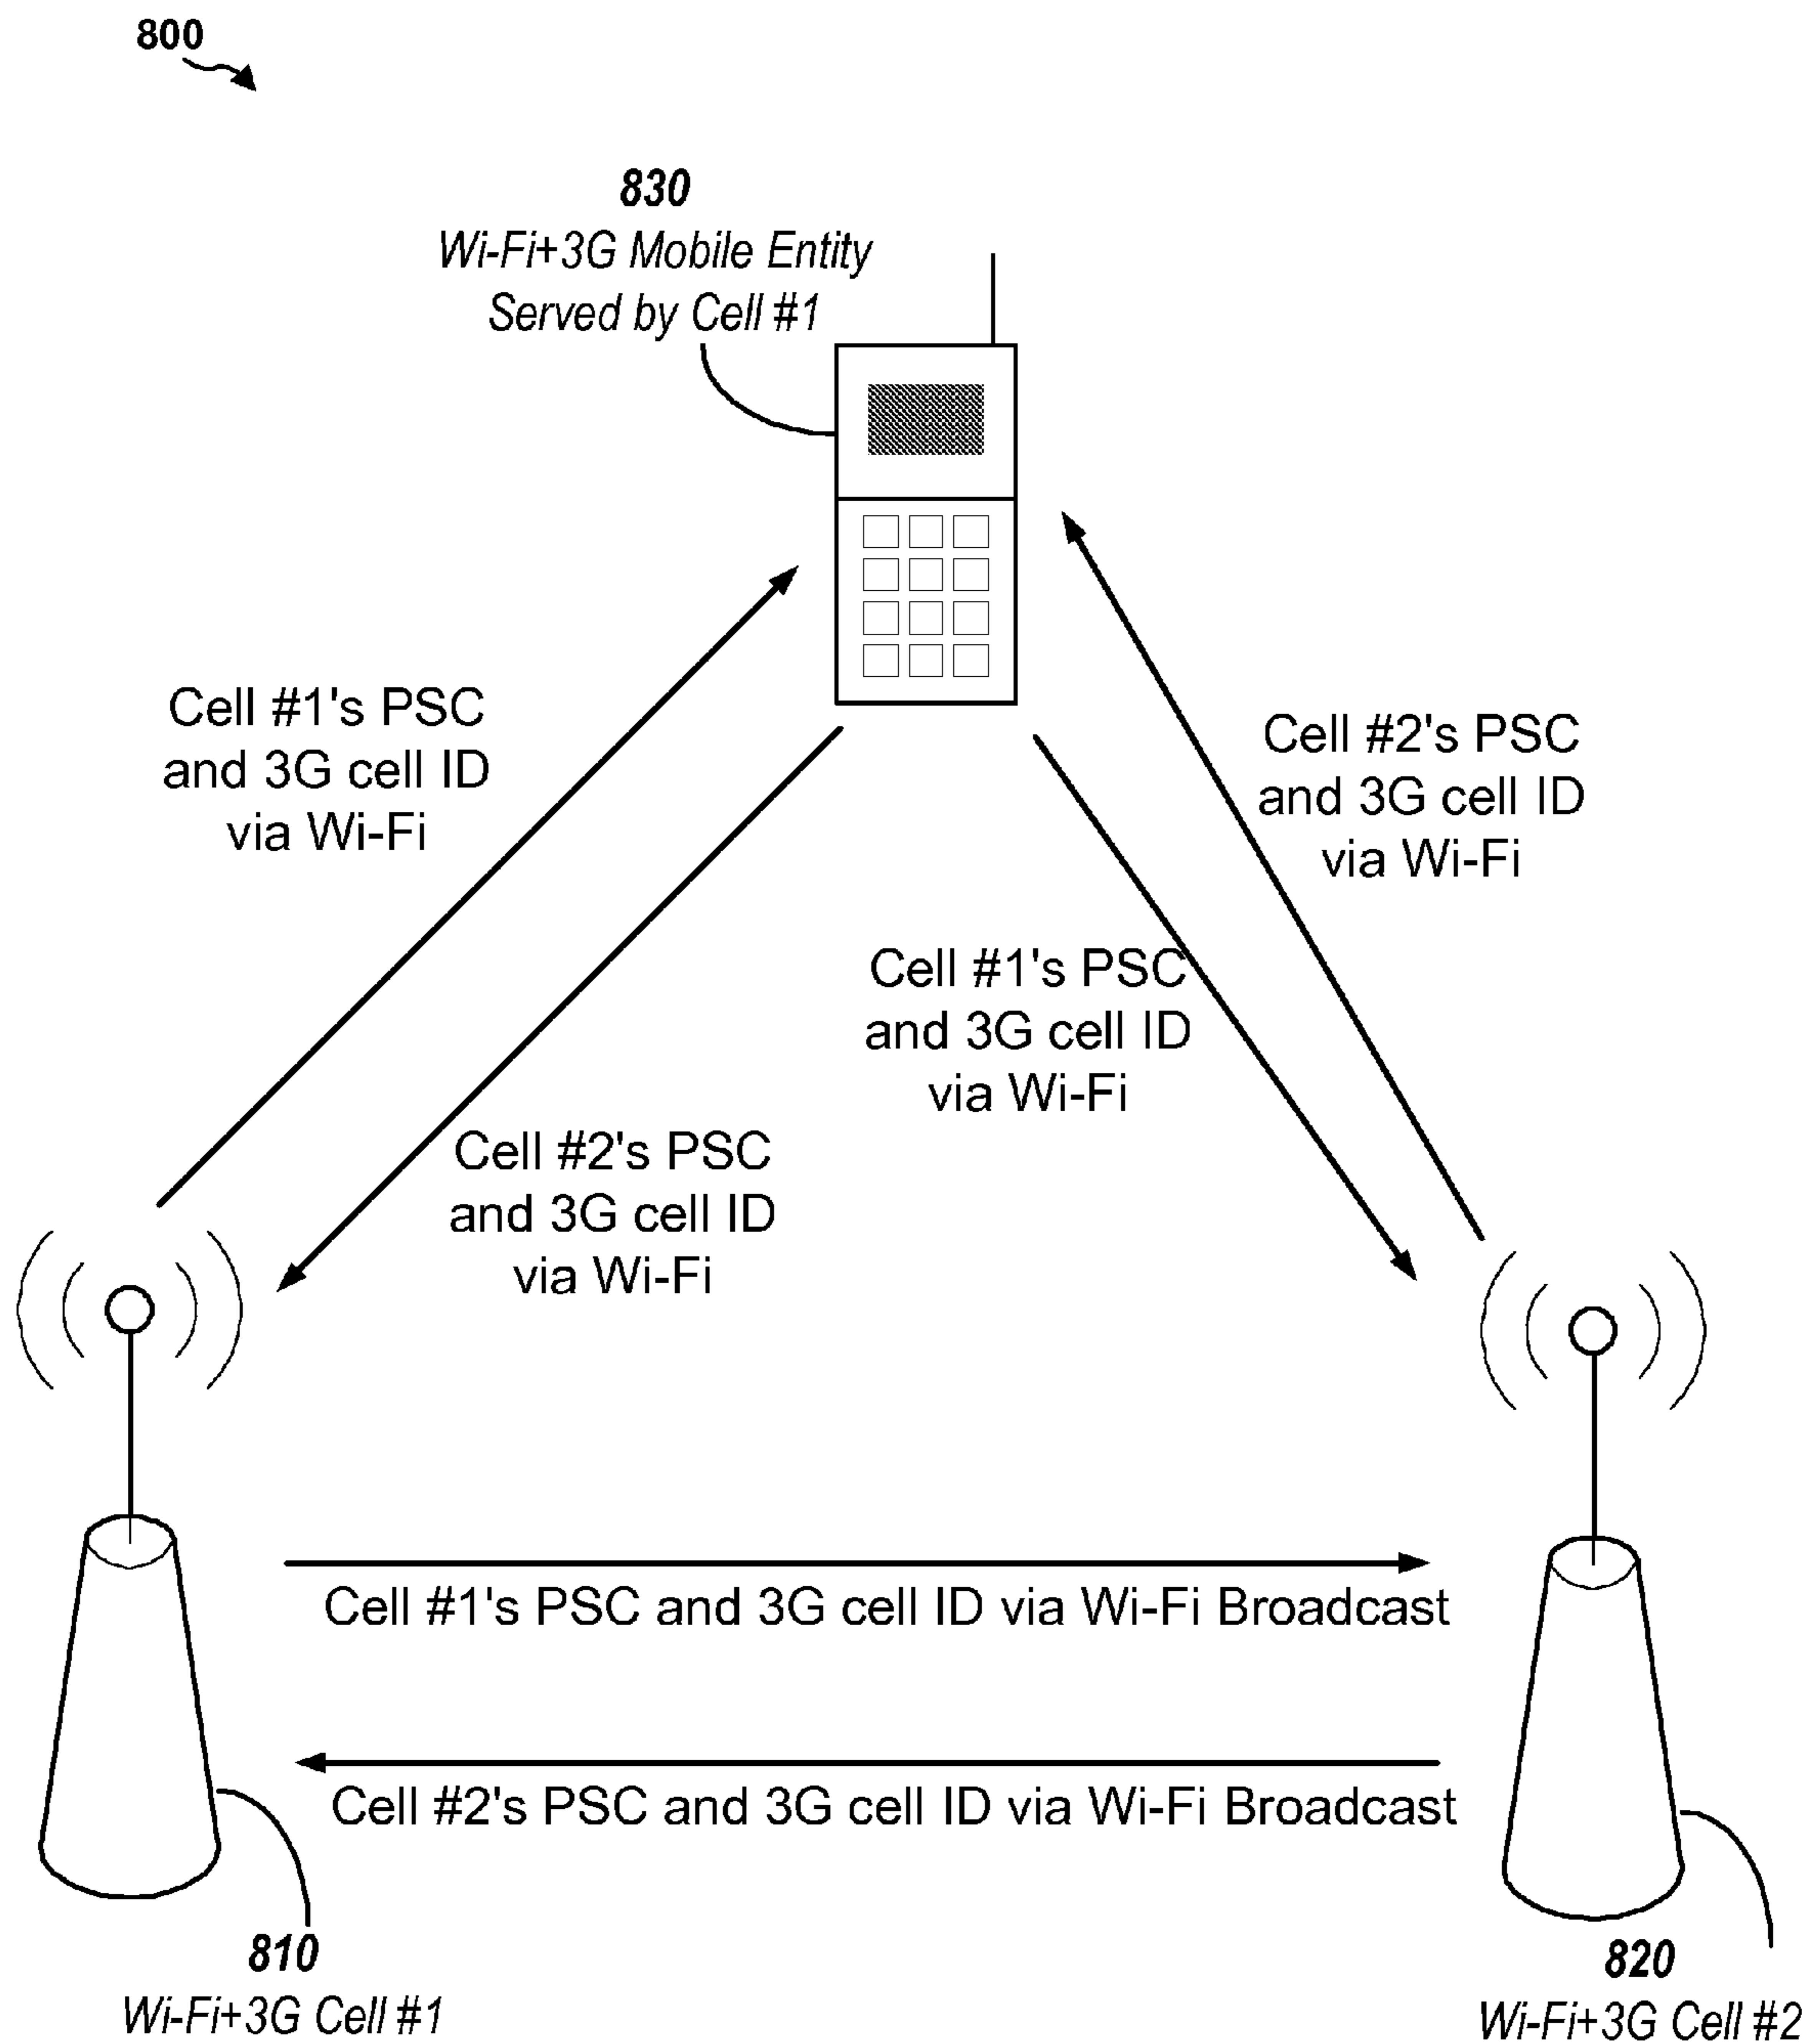 800
830
Wi-Fi+3G Mobile Entity
Served by Cell #1
Cell #1's PSC
and 3G cell ID
via Wi-Fi
Cell #2's PSC
and 3G cell ID
via Wi-Fi
Cell #1's PSC
and 3G cell ID
via Wi-Fi
Cell #2's PSC
and 3G cell ID
via Wi-Fi
Cell #1's PSC and 3G cell ID via Wi-Fi Broadcast
Cell #2's PSC and 3G cell ID via Wi-Fi Broadcast
810
Wi-Fi+3G Cell #1
820
Wi-Fi+3G Cell #2